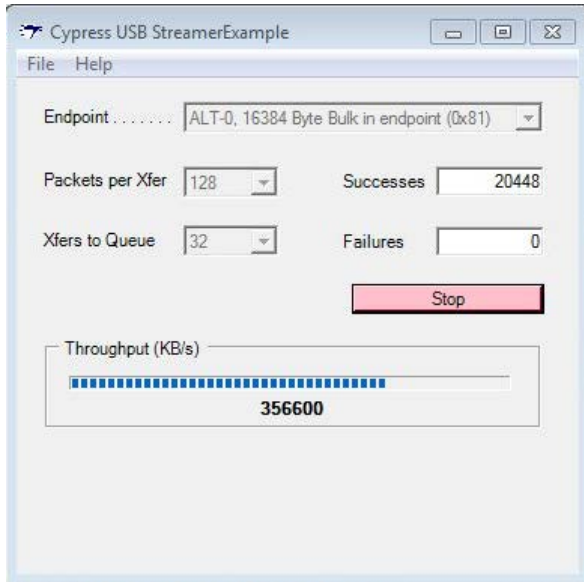 Cypress USB StreamerExample
File Help
Endpoint . . . . . . . ALT-0, 16384 Byte Bulk in endpoint (0x81)
Packets per Xfer 128 Successes 20448
Xfers to Queue 32 Failures 0
Stop
Throughput (KB/s)
356600